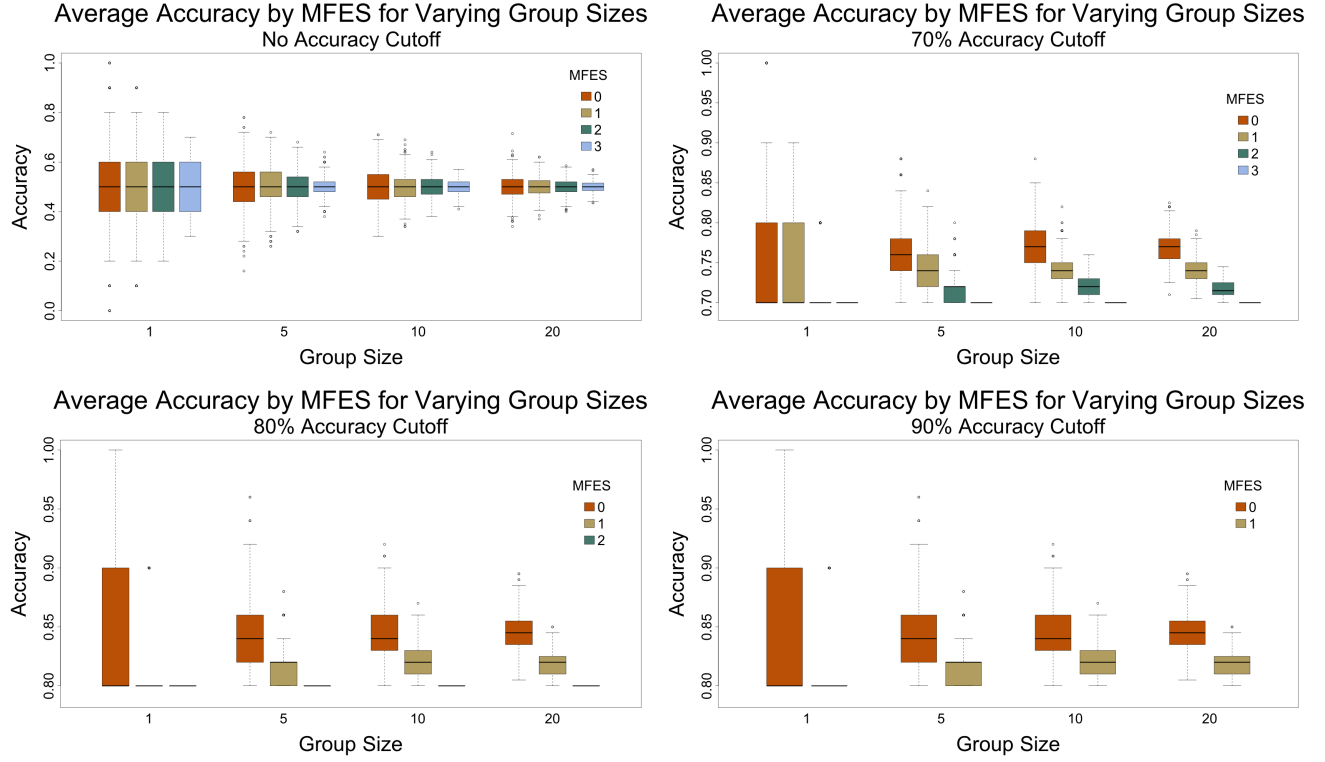 Average Accuracy by MFES for Varying Group Sizes
No Accuracy Cutoff
Accuracy
1.0
0.8
0.6
0.4
0.2
0.0
MFES
0
1
2
3
1 5 10 20
Group Size
Average Accuracy by MFES for Varying Group Sizes
70% Accuracy Cutoff
Accuracy
1.00
0.95
0.90
0.85
0.80
0.75
0.70
MFES
0
1
2
3
1 5 10 20
Group Size
Average Accuracy by MFES for Varying Group Sizes
80% Accuracy Cutoff
Accuracy
1.00
0.95
0.90
0.85
0.80
MFES
0
1
2
1 5 10 20
Group Size
Average Accuracy by MFES for Varying Group Sizes
90% Accuracy Cutoff
Accuracy
1.00
0.95
0.90
0.85
0.80
MFES
0
1
1 5 10 20
Group Size